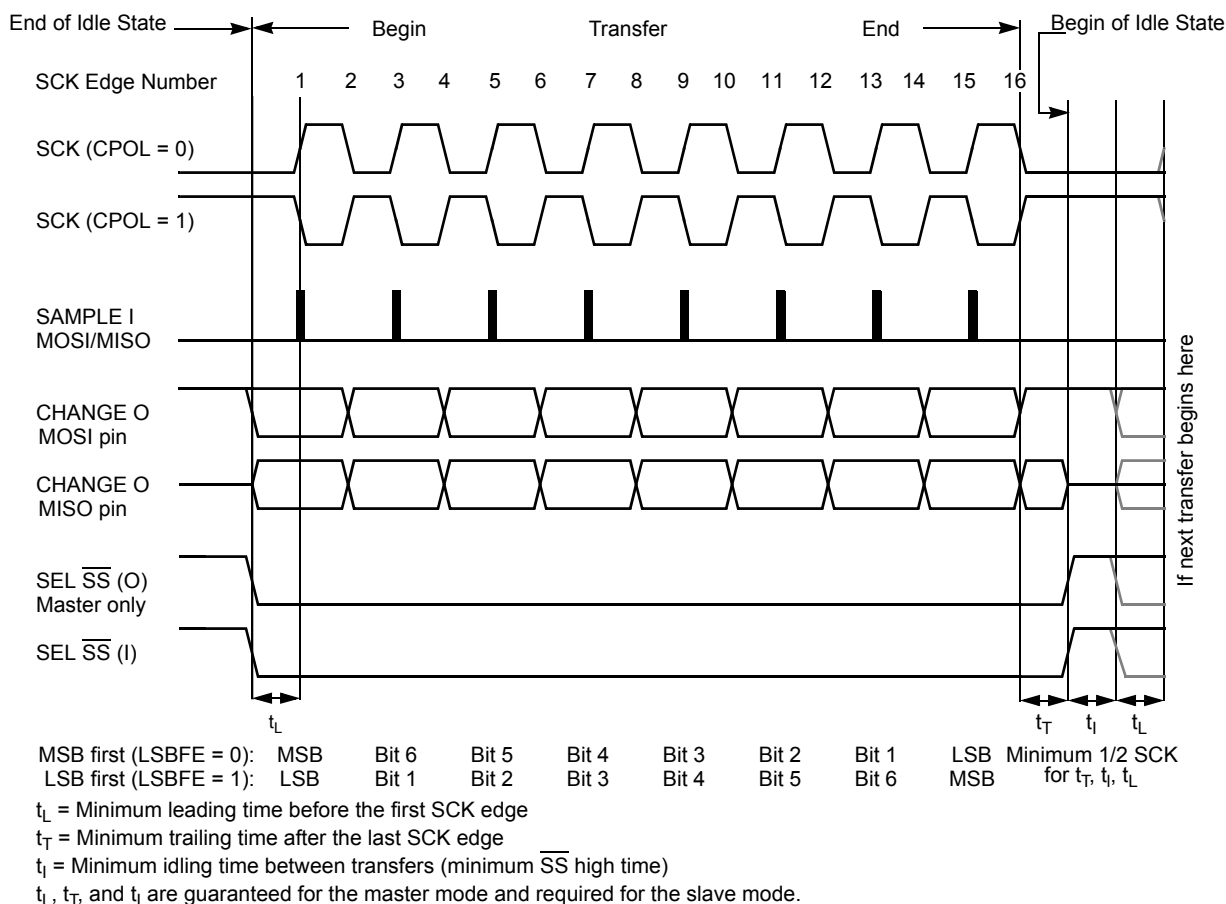 End of Idle State Begin Transfer End Begin of Idle State
SCK Edge Number 1 2 3 4 5 6 7 8 9 10 11 12 13 14 15 16
SCK (CPOL = 0)
SCK (CPOL = 1)
SAMPLE I
MOSI/MISO
CHANGE O
MOSI pin
CHANGE O
MISO pin
SEL SS (O)
Master only
SEL SS (I)
If next transfer begins here
tL tT tI tL
MSB first (LSBFE = 0): MSB Bit 6 Bit 5 Bit 4 Bit 3 Bit 2 Bit 1 LSB Minimum 1/2 SCK
LSB first (LSBFE = 1): LSB Bit 1 Bit 2 Bit 3 Bit 4 Bit 5 Bit 6 MSB for tT, tI, tL
tL = Minimum leading time before the first SCK edge
tT = Minimum trailing time after the last SCK edge
tI = Minimum idling time between transfers (minimum SS high time)
tL, tT, and tI are guaranteed for the master mode and required for the slave mode.